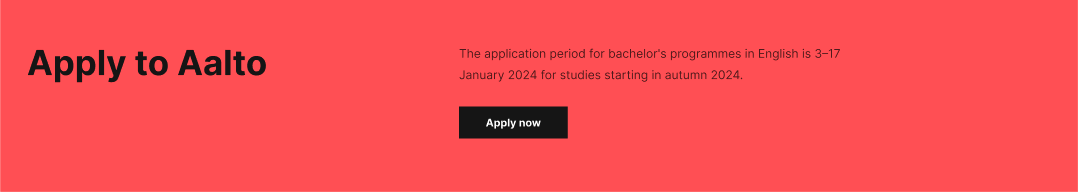 Apply to Aalto
The application period for bachelor's programmes in English is 3–17
January 2024 for studies starting in autumn 2024.
Apply now